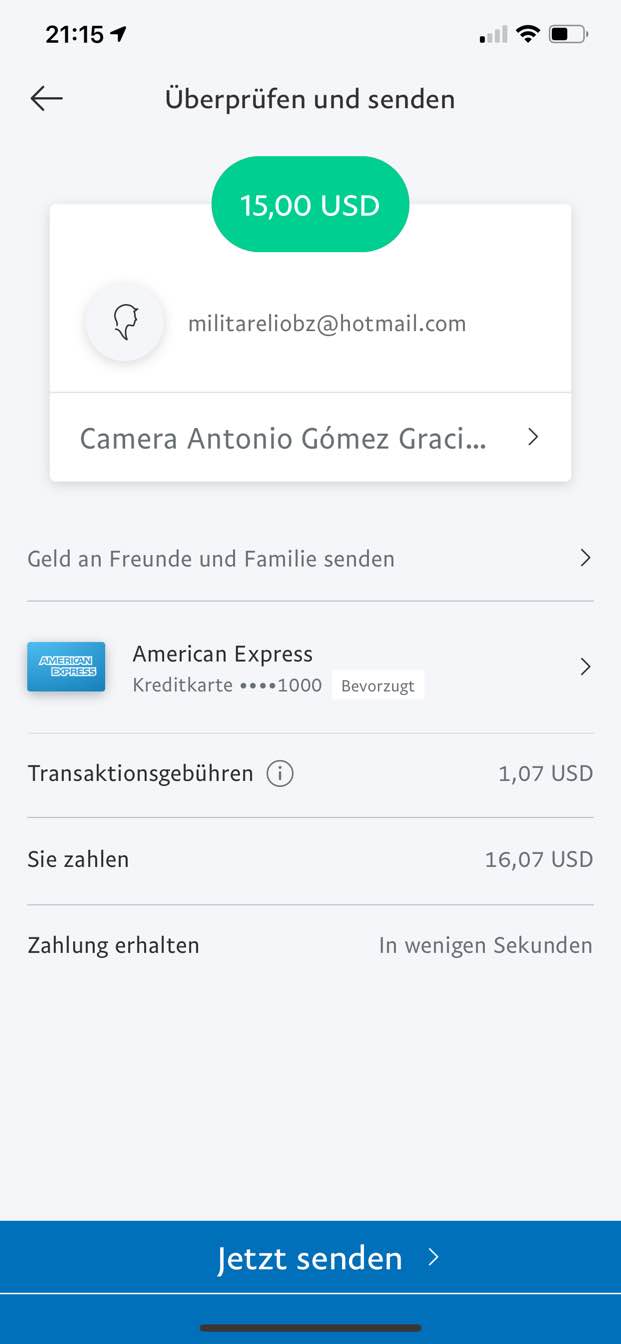 21:15
Überprüfen und senden
15,00 USD
militareliobz@hotmail.com
Camera Antonio Gómez Graci...
Geld an Freunde und Familie senden
AMERICAN
EXPRESS
American Express
Kreditkarte ••••1000 Bevorzugt
Transaktionsgebühren i 1,07 USD
Sie zahlen 16,07 USD
Zahlung erhalten In wenigen Sekunden
Jetzt senden